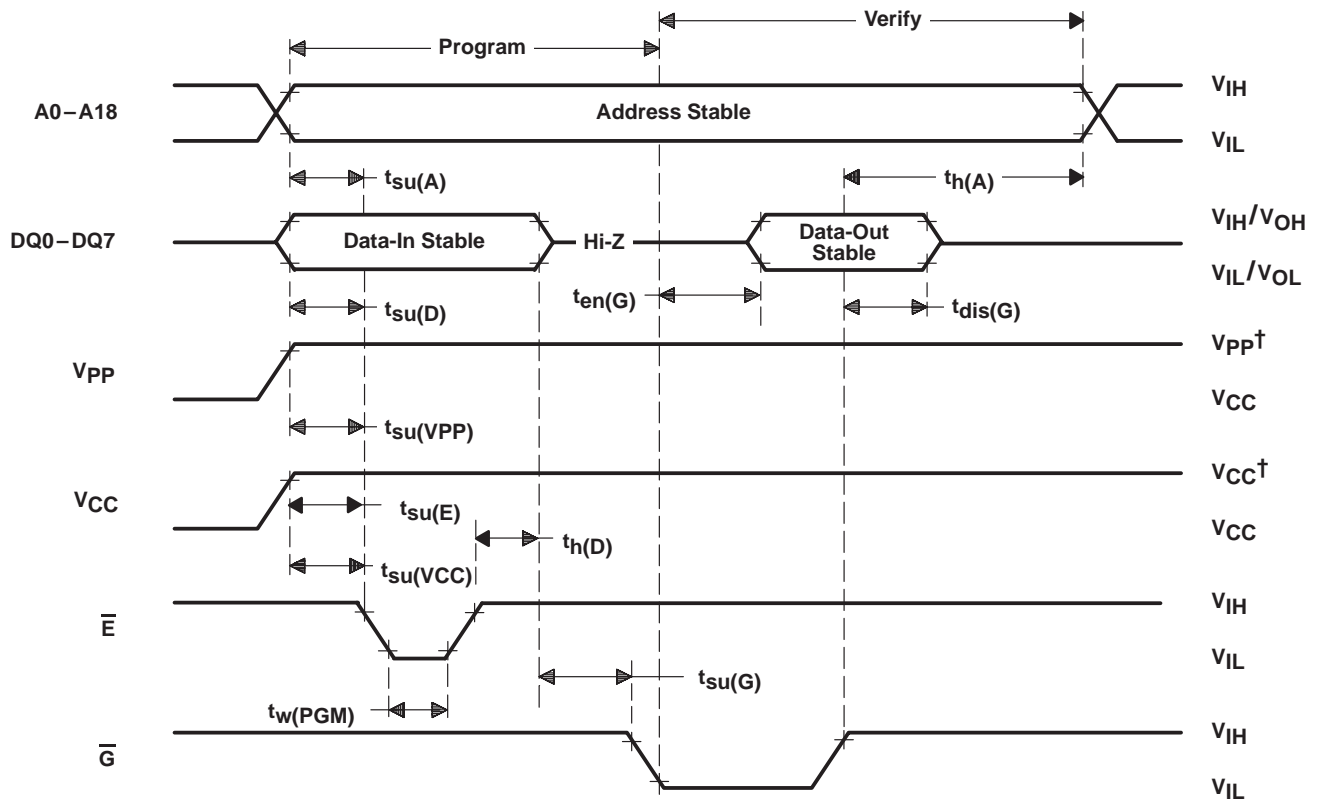 Verify
Program
A0–A18
Address Stable
VIH
VIL
tsu(A)
th(A)
DQ0–DQ7
Data-In Stable
Hi-Z
Data-Out
Stable
VIH/VOH
VIL/VOL
tsu(D)
ten(G)
tdis(G)
VPP
VPP†
VCC
tsu(VPP)
VCC
VCC†
VCC
tsu(E)
th(D)
tsu(VCC)
E
VIH
VIL
tsu(G)
tw(PGM)
G
VIH
VIL